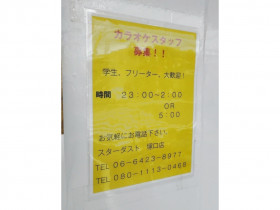 カラオケスタッフ
募集!!
学生、フリーター、大歓迎!
時間 23:00~2:00
OR
5:00
お気軽にお電話下さい
スターダスト 塚口店
TEL 06-6423-8977
TEL 080-1113-0468